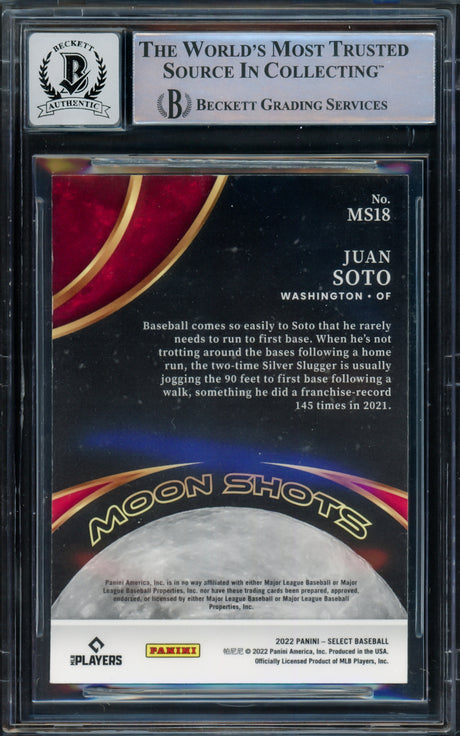 BECKETT
B
AUTHENTIC
THE WORLD'S MOST TRUSTED
SOURCE IN COLLECTING™
B BECKETT GRADING SERVICES
No.
MS18
JUAN
SOTO
WASHINGTON • OF
Baseball comes so easily to Soto that he rarely
needs to run to first base. When he's not
trotting around the bases following a home
run, the two-time Silver Slugger is usually
jogging the 90 feet to first base following a
walk, something he did a franchise-record
145 times in 2021.
MOON SHOTS
Panini America, Inc. is in no way affiliated with either Major League Baseball or Major
League Baseball Properties, Inc. nor have these trading cards been prepared, approved,
endorsed, or licensed by either Major League Baseball or Major League Baseball
Properties, Inc.
MLB PLAYERS
PANINI
2022 PANINI – SELECT BASEBALL
帕尼尼 © 2022 Panini America, Inc. Produced in the USA.
Officially Licensed Product of MLB Players, Inc.